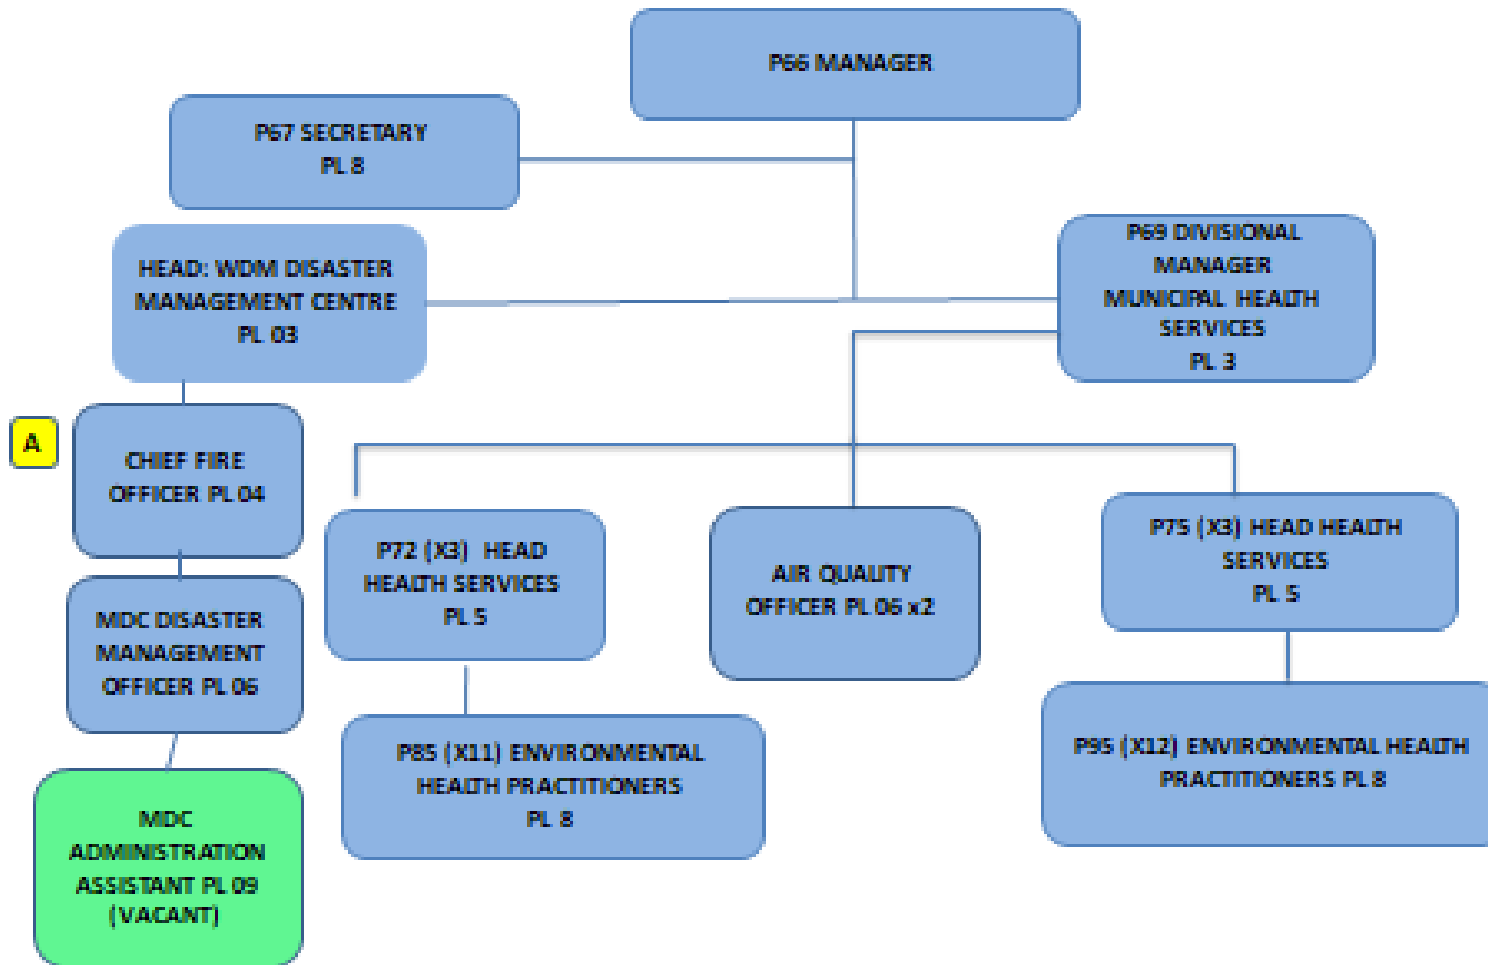 P66 MANAGER
P67 SECRETARY
PL 8
HEAD: WDM DISASTER
MANAGEMENT CENTRE
PL 03
P69 DIVISIONAL
MANAGER
MUNICIPAL HEALTH
SERVICES
PL 3
A
CHIEF FIRE
OFFICER PL 04
P72 (X3) HEAD
HEALTH SERVICES
PL 5
AIR QUALITY
OFFICER PL 06 x2
P75 (X3) HEAD HEALTH
SERVICES
PL 5
MDC DISASTER
MANAGEMENT
OFFICER PL 06
P85 (X11) ENVIRONMENTAL
HEALTH PRACTITIONERS
PL 8
P95 (X12) ENVIRONMENTAL HEALTH
PRACTITIONERS PL 8
MDC
ADMINISTRATION
ASSISTANT PL 09
(VACANT)